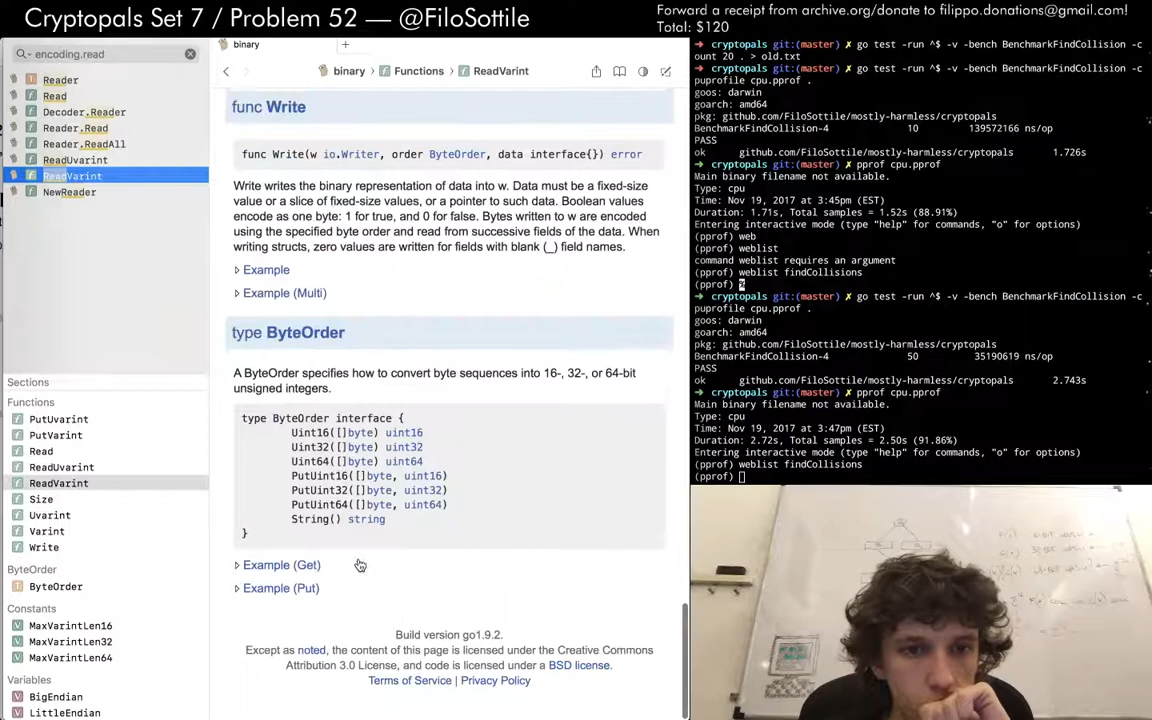 Cryptopals Set 7 / Problem 52 — @FiloSottile
Forward a receipt from archive.org/donate to filippo.donations@gmail.com!
Total: $120
encoding.read
Reader
Read
Decoder.Reader
Reader.Read
Reader.ReadAll
ReadUvarint
ReadVarint
NewReader
Sections
Functions
PutUvarint
PutVarint
Read
ReadUvarint
ReadVarint
Size
Uvarint
Varint
Write
ByteOrder
ByteOrder
Constants
MaxVarintLen16
MaxVarintLen32
MaxVarintLen64
Variables
BigEndian
LittleEndian
binary
binary > Functions > ReadVarint
func Write
func Write(w io.Writer, order ByteOrder, data interface{}) error
Write writes the binary representation of data into w. Data must be a fixed-size
value or a slice of fixed-size values, or a pointer to such data. Boolean values
encode as one byte: 1 for true, and 0 for false. Bytes written to w are encoded
using the specified byte order and read from successive fields of the data. When
writing structs, zero values are written for fields with blank (_) field names.
Example
Example (Multi)
type ByteOrder
A ByteOrder specifies how to convert byte sequences into 16-, 32-, or 64-bit
unsigned integers.
type ByteOrder interface {
Uint16([]byte) uint16
Uint32([]byte) uint32
Uint64([]byte) uint64
PutUint16([]byte, uint16)
PutUint32([]byte, uint32)
PutUint64([]byte, uint64)
String() string
}
Example (Get)
Example (Put)
Build version go1.9.2.
Except as noted, the content of this page is licensed under the Creative Commons
Attribution 3.0 License, and code is licensed under a BSD license.
Terms of Service | Privacy Policy
➜ cryptopals git:(master) ✗ go test -run ^$ -v -bench BenchmarkFindCollision -c
ount 20 . > old.txt
➜ cryptopals git:(master) ✗ go test -run ^$ -v -bench BenchmarkFindCollision -c
puprofile cpu.pprof .
goos: darwin
goarch: amd64
pkg: github.com/FiloSottile/mostly-harmless/cryptopals
BenchmarkFindCollision-4 10 139572166 ns/op
PASS
ok github.com/FiloSottile/mostly-harmless/cryptopals 1.726s
➜ cryptopals git:(master) ✗ pprof cpu.pprof
Main binary filename not available.
Type: cpu
Time: Nov 19, 2017 at 3:45pm (EST)
Duration: 1.71s, Total samples = 1.52s (88.91%)
Entering interactive mode (type "help" for commands, "o" for options)
(pprof) web
(pprof) weblist
command weblist requires an argument
(pprof) weblist findCollisions
(pprof) %
➜ cryptopals git:(master) ✗ go test -run ^$ -v -bench BenchmarkFindCollision -c
puprofile cpu.pprof .
goos: darwin
goarch: amd64
pkg: github.com/FiloSottile/mostly-harmless/cryptopals
BenchmarkFindCollision-4 50 35190619 ns/op
PASS
ok github.com/FiloSottile/mostly-harmless/cryptopals 2.743s
➜ cryptopals git:(master) ✗ pprof cpu.pprof
Main binary filename not available.
Type: cpu
Time: Nov 19, 2017 at 3:47pm (EST)
Duration: 2.72s, Total samples = 2.50s (91.86%)
Entering interactive mode (type "help" for commands, "o" for options)
(pprof) weblist findCollisions
(pprof)